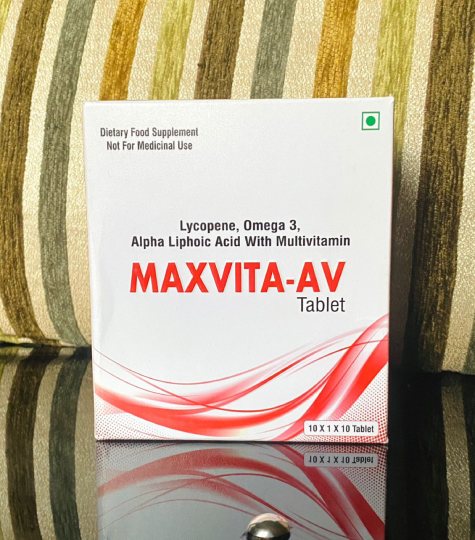 Dietary Food Supplement
Not For Medicinal Use
Lycopene, Omega 3,
Alpha Liphoic Acid With Multivitamin
MAXVITA-AV
Tablet
10 X 1 X 10 Tablet